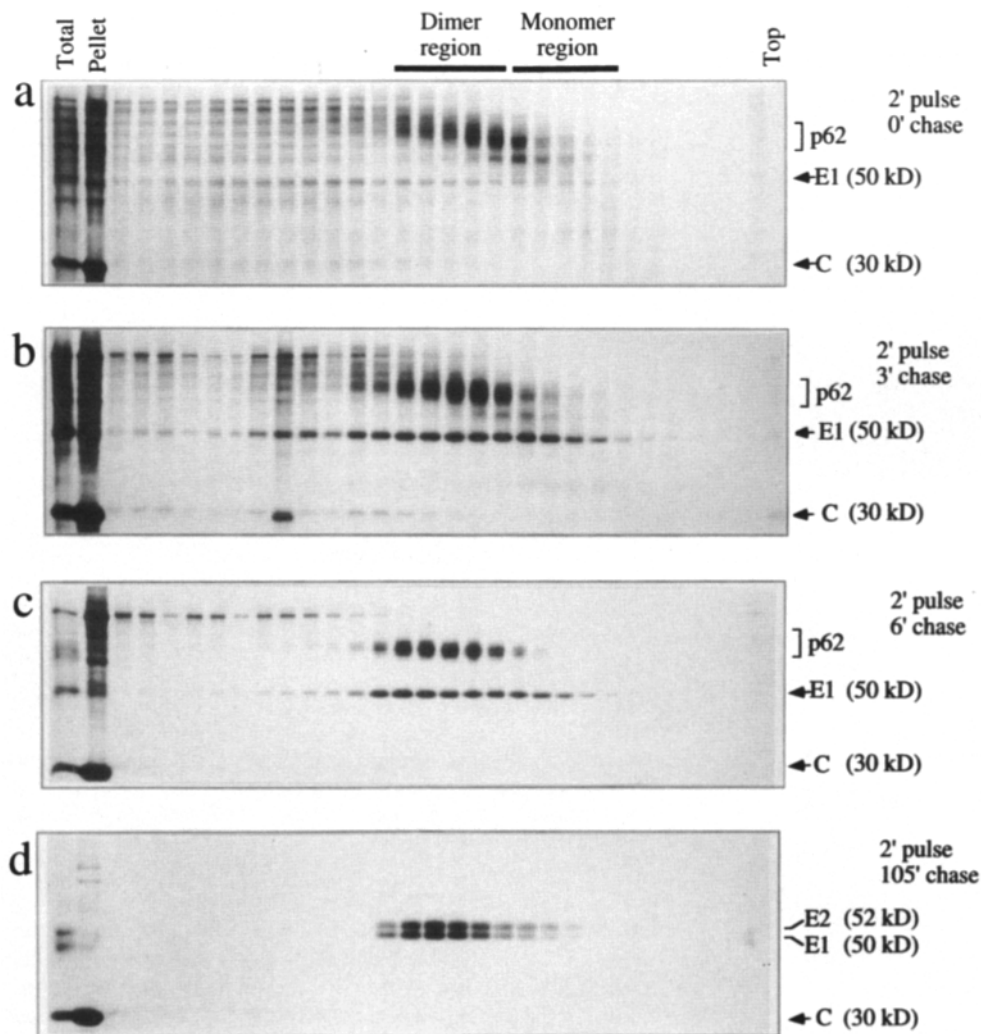 Total
Pellet
Dimer
region
Monomer
region
Top
a
2' pulse
0' chase
p62
E1 (50 kD)
C (30 kD)
b
2' pulse
3' chase
p62
E1 (50 kD)
C (30 kD)
c
2' pulse
6' chase
p62
E1 (50 kD)
C (30 kD)
d
2' pulse
105' chase
E2 (52 kD)
E1 (50 kD)
C (30 kD)